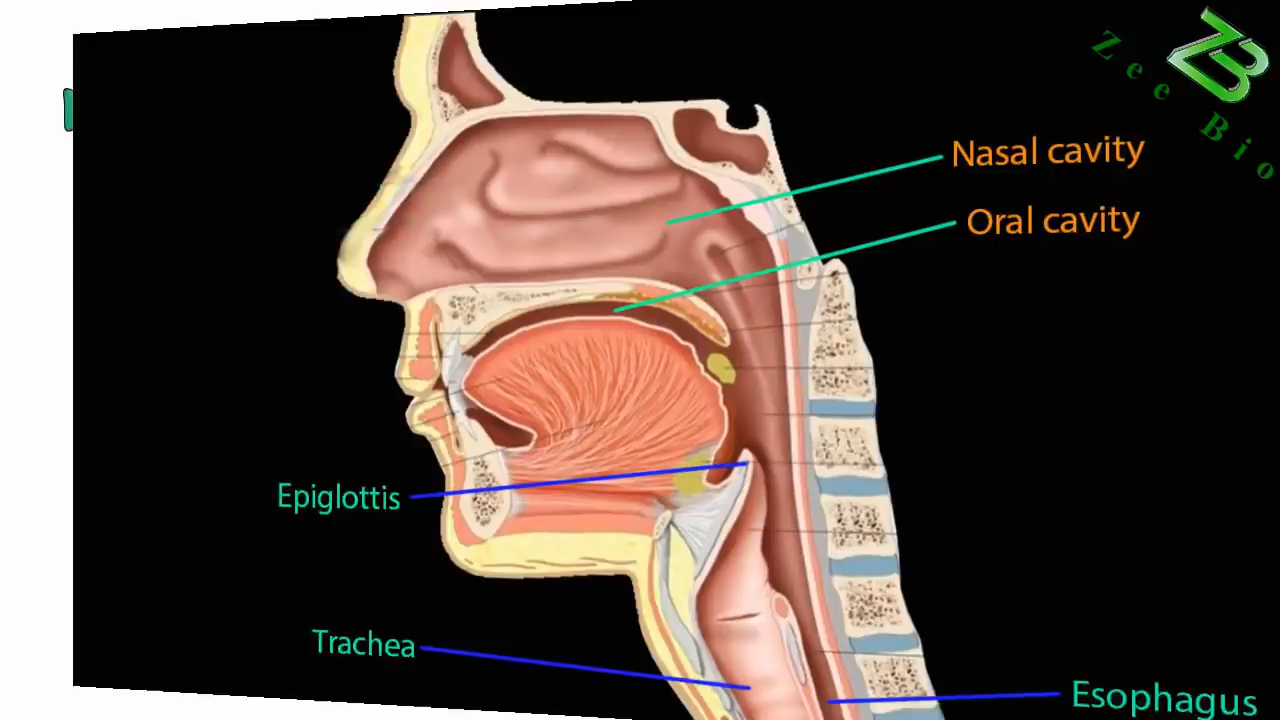 Zee Bio
Nasal cavity
Oral cavity
Epiglottis
Trachea
Esophagus